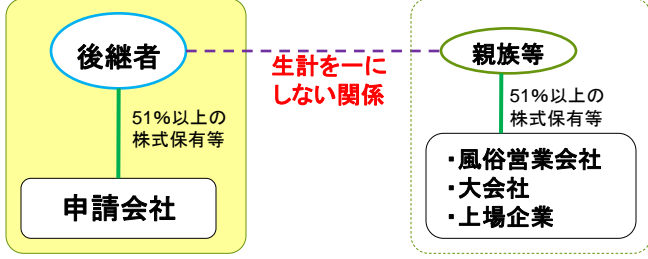 後継者
生計を一に
しない関係
親族等
51%以上の
株式保有等
51%以上の
株式保有等
申請会社
・風俗営業会社
・大会社
・上場企業